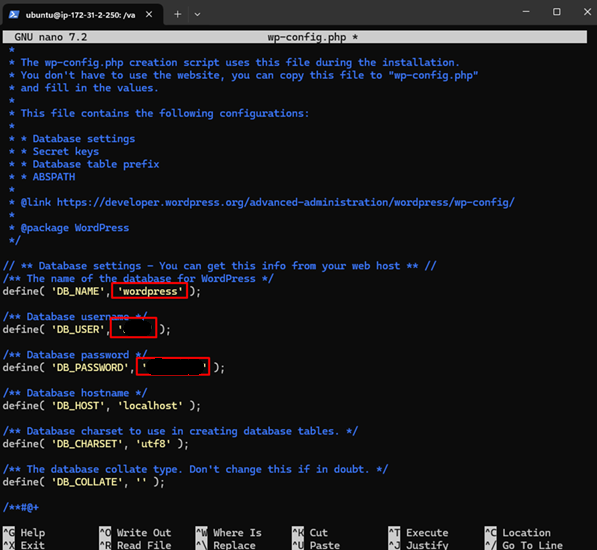 ubuntu@ip-172-31-2-250: /va
GNU nano 7.2 wp-config.php *
*
* The wp-config.php creation script uses this file during the installation.
* You don't have to use the website, you can copy this file to "wp-config.php"
* and fill in the values.
*
* This file contains the following configurations:
*
* * Database settings
* * Secret keys
* * Database table prefix
* * ABSPATH
*
* @link https://developer.wordpress.org/advanced-administration/wordpress/wp-config/
*
* @package WordPress
*/
// ** Database settings - You can get this info from your web host ** //
/** The name of the database for WordPress */
define( 'DB_NAME', 'wordpress' );
/** Database username */
define( 'DB_USER', ' );
/** Database password */
define( 'DB_PASSWORD', ' ' );
/** Database hostname */
define( 'DB_HOST', 'localhost' );
/** Database charset to use in creating database tables. */
define( 'DB_CHARSET', 'utf8' );
/** The database collate type. Don't change this if in doubt. */
define( 'DB_COLLATE', '' );
/**#@+
^G Help ^O Write Out ^W Where Is ^K Cut ^T Execute ^C Location
^X Exit ^R Read File ^\ Replace ^U Paste ^J Justify ^/ Go To Line